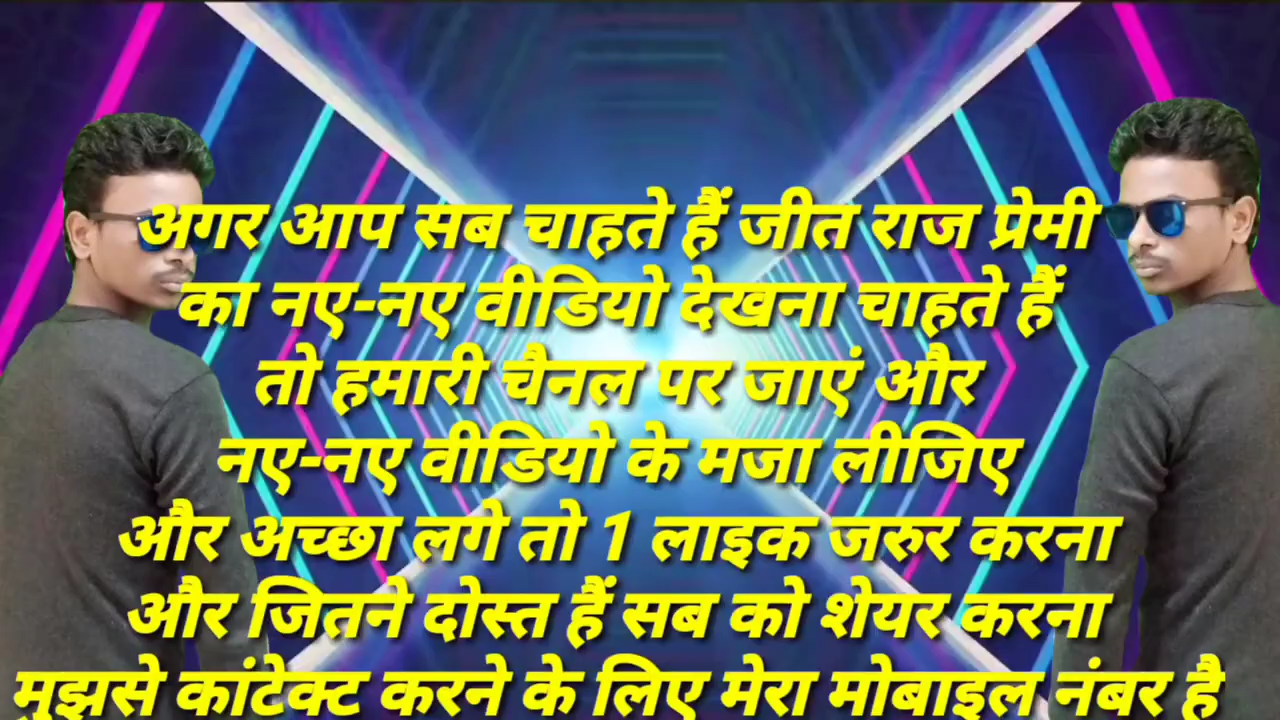 अगर आप सब चाहते हैं जीत राज प्रेमी
का नए-नए वीडियो देखना चाहते हैं
तो हमारी चैनल पर जाएं और
नए-नए वीडियो के मजा लीजिए
और अच्छा लगे तो 1 लाइक जरुर करना
और जितने दोस्त हैं सब को शेयर करना
मुझसे कांटेक्ट करने के लिए मेरा मोबाइल नंबर है